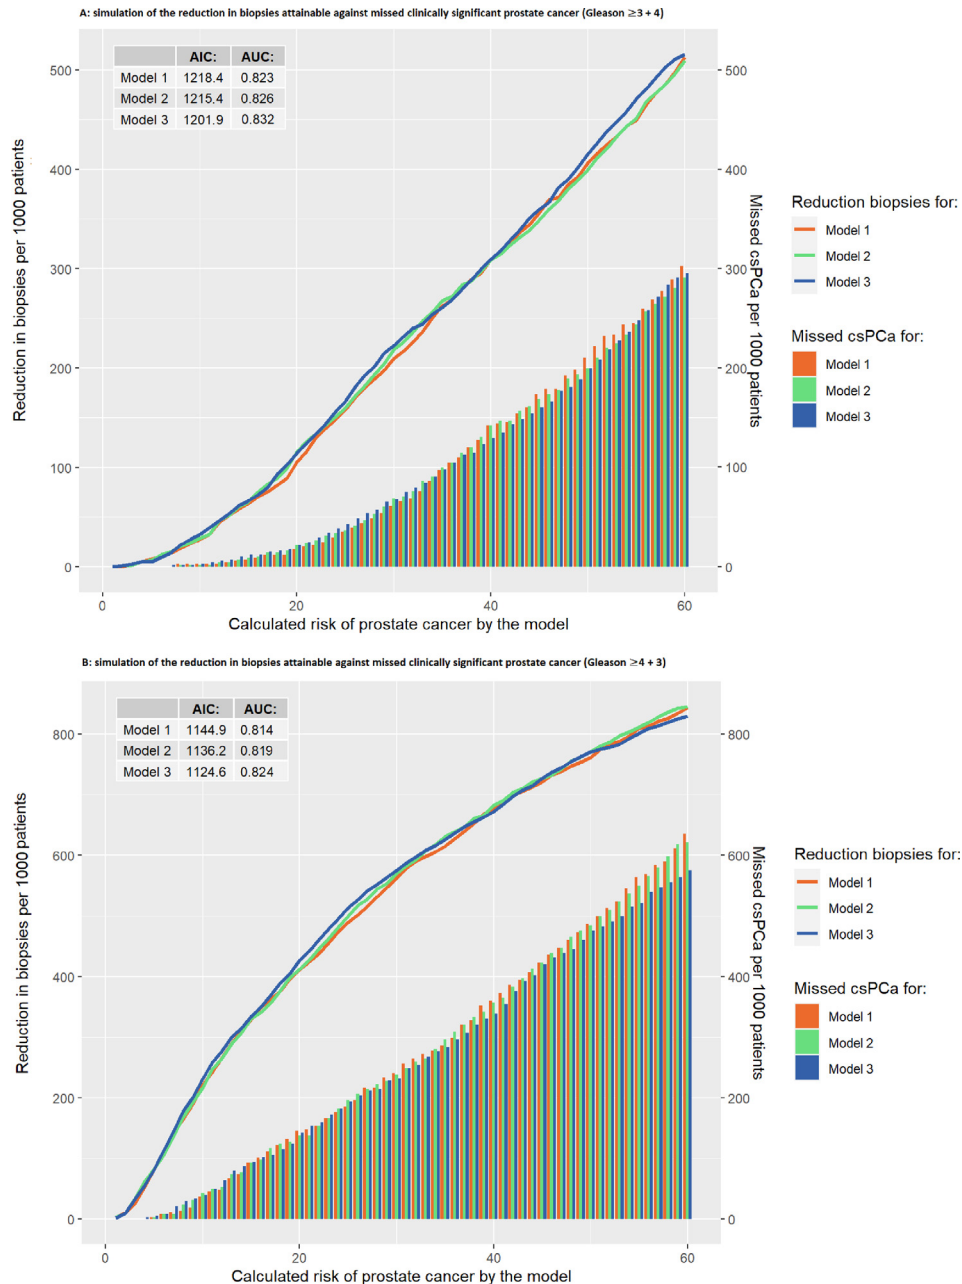 A: simulation of the reduction in biopsies attainable against missed clinically significant prostate cancer (Gleason ≥3 + 4)
AIC: AUC:
Model 1 1218.4 0.823
Model 2 1215.4 0.826
Model 3 1201.9 0.832
Reduction in biopsies per 1000 patients
500
400
300
200
100
0
Missed csPCa per 1000 patients
500
400
300
200
100
0
0 20 40 60
Calculated risk of prostate cancer by the model
Reduction biopsies for:
Model 1
Model 2
Model 3
Missed csPCa for:
Model 1
Model 2
Model 3
B: simulation of the reduction in biopsies attainable against missed clinically significant prostate cancer (Gleason ≥4 + 3)
AIC: AUC:
Model 1 1144.9 0.814
Model 2 1136.2 0.819
Model 3 1124.6 0.824
Reduction in biopsies per 1000 patients
800
600
400
200
0
Missed csPCa per 1000 patients
800
600
400
200
0
0 20 40 60
Calculated risk of prostate cancer by the model
Reduction biopsies for:
Model 1
Model 2
Model 3
Missed csPCa for:
Model 1
Model 2
Model 3